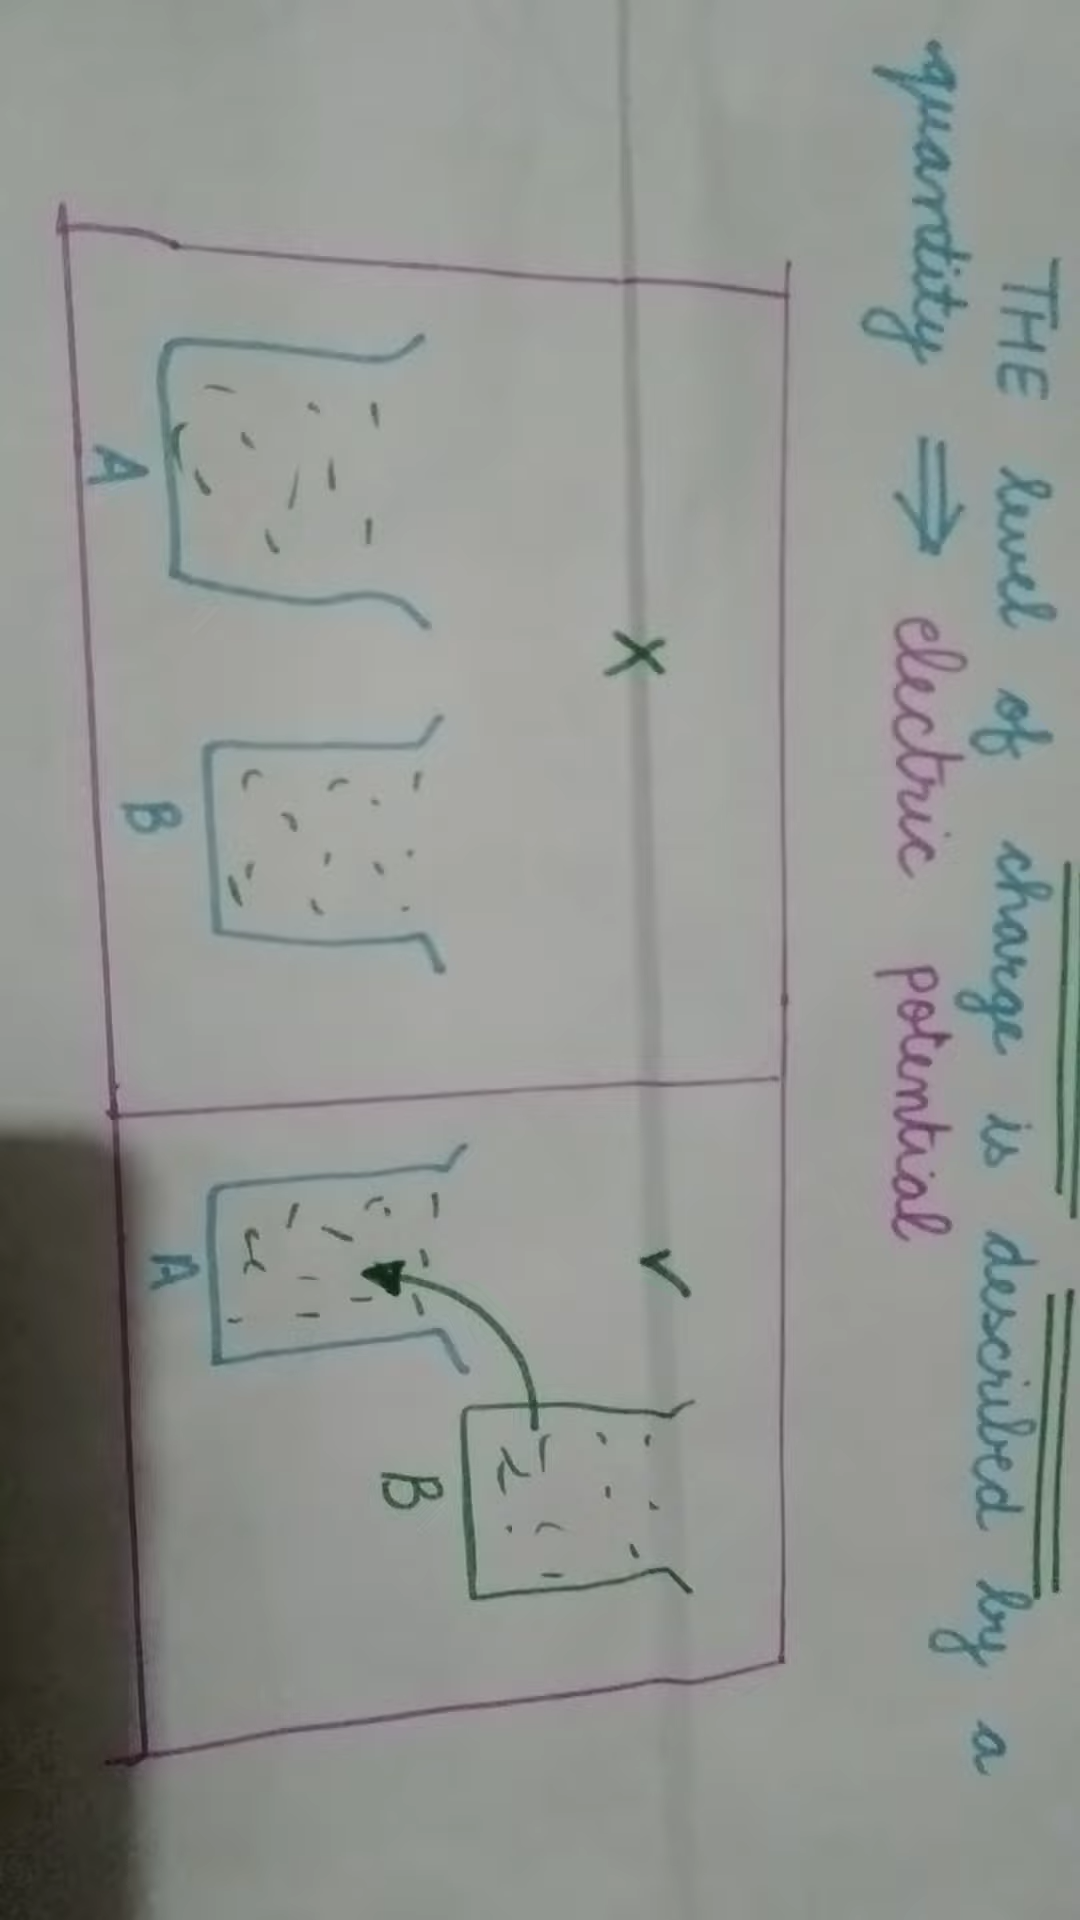 THE level of charge is described by a
quantity ⇒ electric potential
X
✓
A
B
A
B